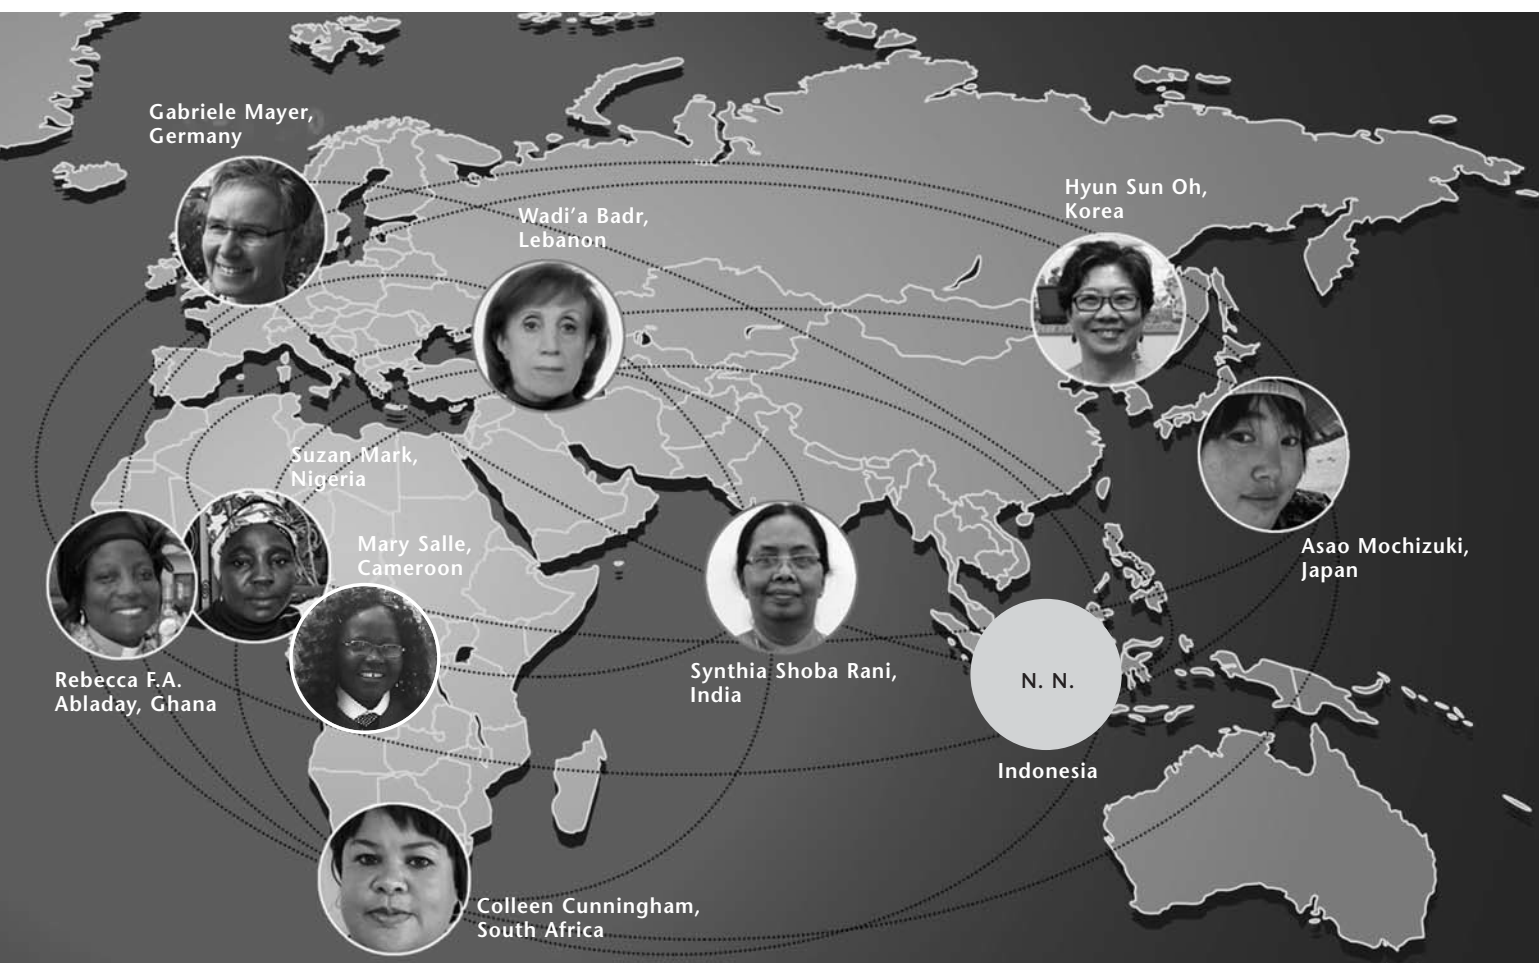 Gabriele Mayer,
Germany
Hyun Sun Oh,
Korea
Wadi’a Badr,
Lebanon
Suzan Mark,
Nigeria
Mary Salle,
Cameroon
Asao Mochizuki,
Japan
Rebecca F.A.
Abladay, Ghana
Synthia Shoba Rani,
India
N. N.
Indonesia
Colleen Cunningham,
South Africa